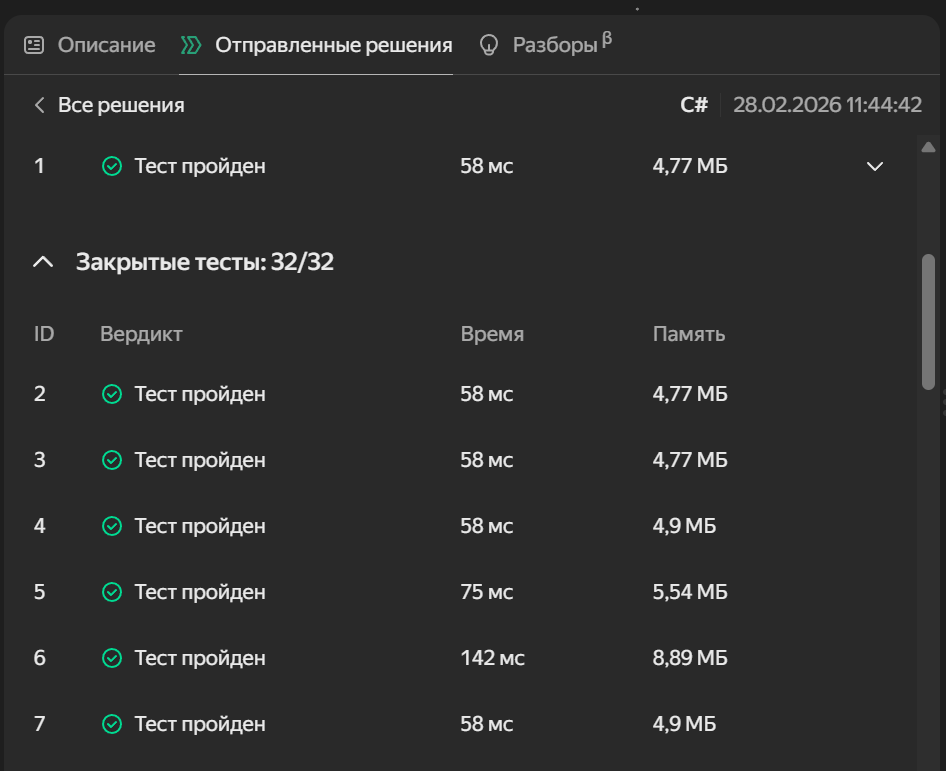 Описание Отправленные решения Разборы β
Все решения C# 28.02.2026 11:44:42
1 Тест пройден 58 мс 4,77 МБ
Закрытые тесты: 32/32
ID Вердикт Время Память
2 Тест пройден 58 мс 4,77 МБ
3 Тест пройден 58 мс 4,77 МБ
4 Тест пройден 58 мс 4,9 МБ
5 Тест пройден 75 мс 5,54 МБ
6 Тест пройден 142 мс 8,89 МБ
7 Тест пройден 58 мс 4,9 МБ